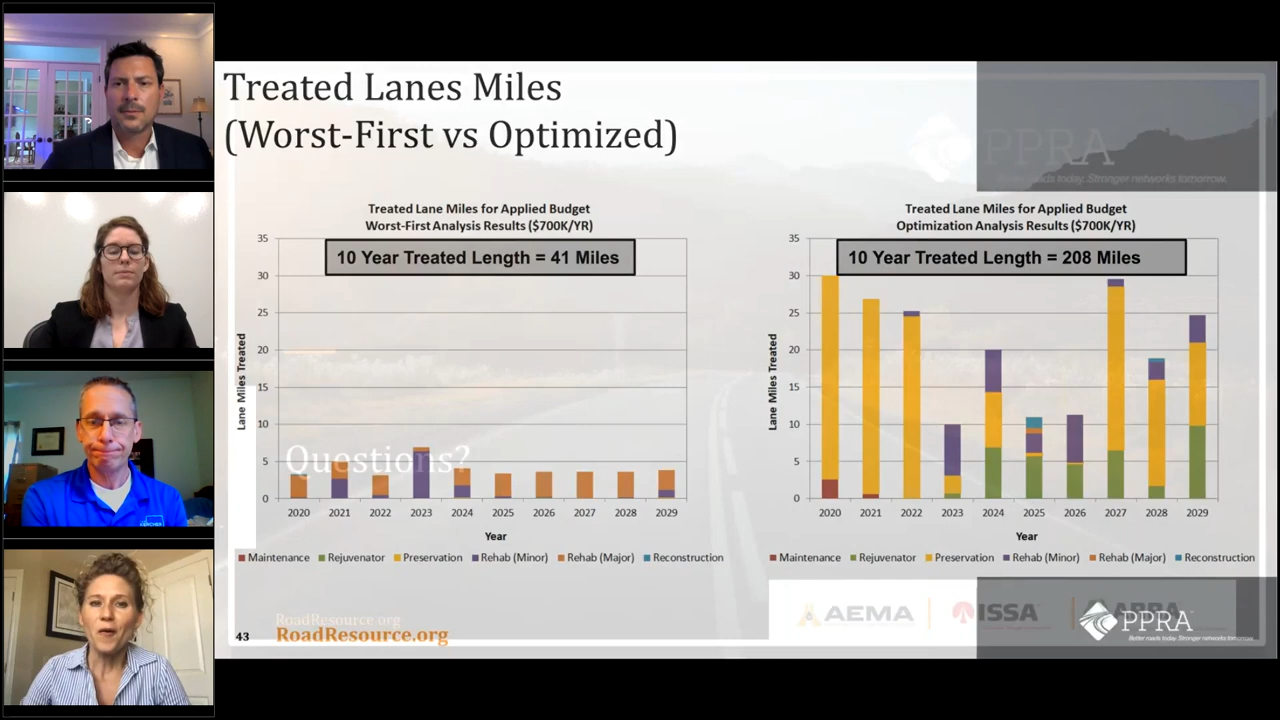 Treated Lanes Miles
(Worst-First vs Optimized)
PPRA
Better roads today. Stronger networks tomorrow.
Treated Lane Miles for Applied Budget
Worst-First Analysis Results ($700K/YR)
10 Year Treated Length = 41 Miles
35
30
25
20
15
10
5
0
Lane Miles Treated
Questions?
2020 2021 2022 2023 2024 2025 2026 2027 2028 2029
Year
Maintenance Rejuvenator Preservation Rehab (Minor) Rehab (Major) Reconstruction
Treated Lane Miles for Applied Budget
Optimization Analysis Results ($700K/YR)
10 Year Treated Length = 208 Miles
35
30
25
20
15
10
5
0
Lane Miles Treated
2020 2021 2022 2023 2024 2025 2026 2027 2028 2029
Year
Maintenance Rejuvenator Preservation Rehab (Minor) Rehab (Major) Reconstruction
RoadResource.org
43 RoadResource.org
AEMA
ISSA
PPRA
Better roads today. Stronger networks tomorrow.